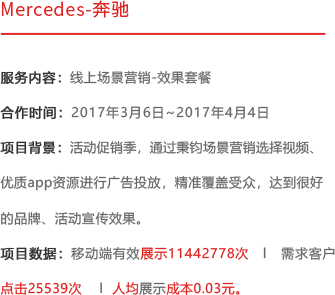 Mercedes-奔驰
服务内容：线上场景营销-效果套餐
合作时间：2017年3月6日~2017年4月4日
项目背景：活动促销季，通过秉钧场景营销选择视频、
优质app资源进行广告投放，精准覆盖受众，达到很好
的品牌、活动宣传效果。
项目数据：移动端有效展示11442778次 | 需求客户
点击25539次 | 人均展示成本0.03元。